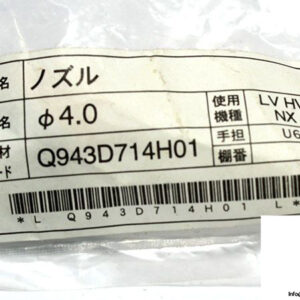 名 ノズル 使用 LV HV
名 φ4.0 機種 NX
材 Q943D714H01 手担 U6
ード 棚番
*L Q943D714H01 L*